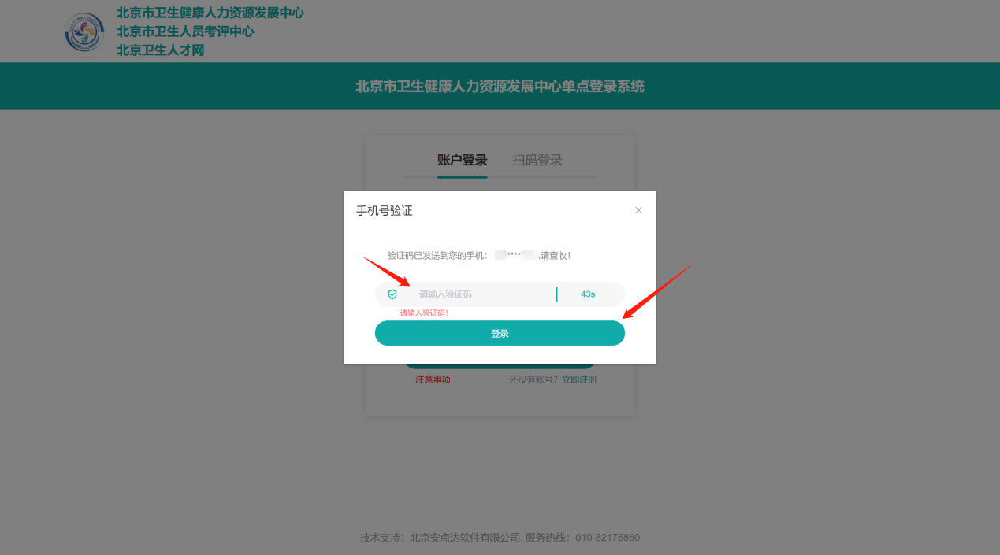 北京市卫生健康人力资源发展中心
北京市卫生人员考评中心
北京卫生人才网
北京市卫生健康人力资源发展中心单点登录系统
账户登录 扫码登录
手机号验证
验证码已发送到您的手机： ****,请查收！
请输入验证码 43s
请输入验证码！
登录
注意事项 还没有账号？立即注册
技术支持：北京安点达软件有限公司. 服务热线：010-82176860